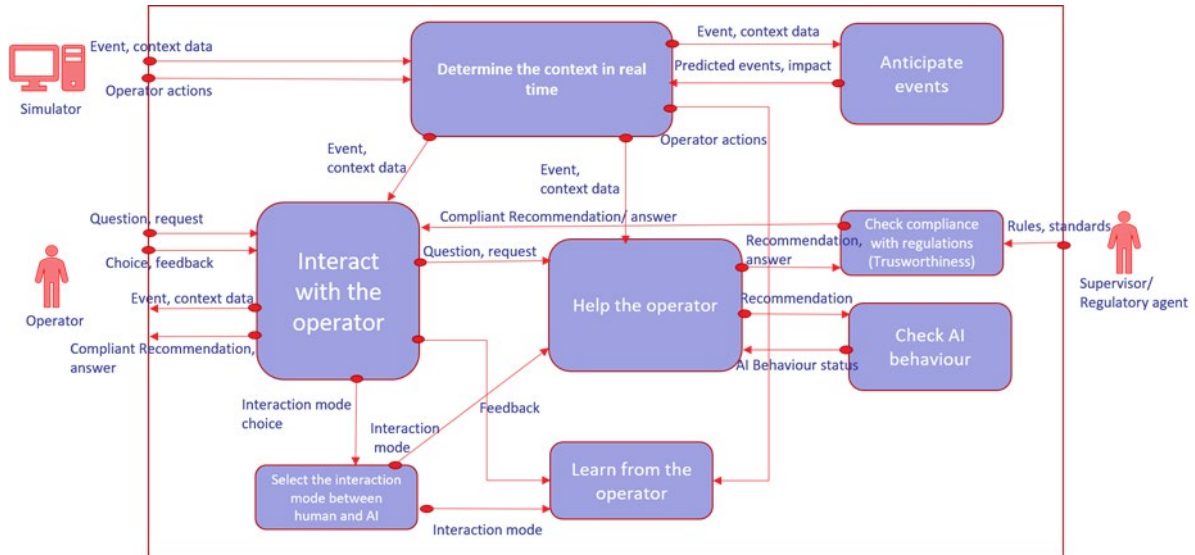 Event, context data
Operator actions
Simulator
Determine the context in real
time
Event, context data
Predicted events, impact
Anticipate
events
Operator actions
Event,
context data
Event,
context data
Question, request
Choice, feedback
Operator
Event, context data
Compliant Recommendation,
answer
Interact
with the
operator
Compliant Recommendation/ answer
Question, request
Help the operator
Recommendation,
answer
Check compliance
with regulations
(Trusworthiness)
Rules, standards
Supervisor/
Regulatory agent
Recommendation
AI Behaviour status
Check AI
behaviour
Interaction mode
choice
Interaction
mode
Feedback
Select the interaction
mode between
human and AI
Interaction mode
Learn from the
operator